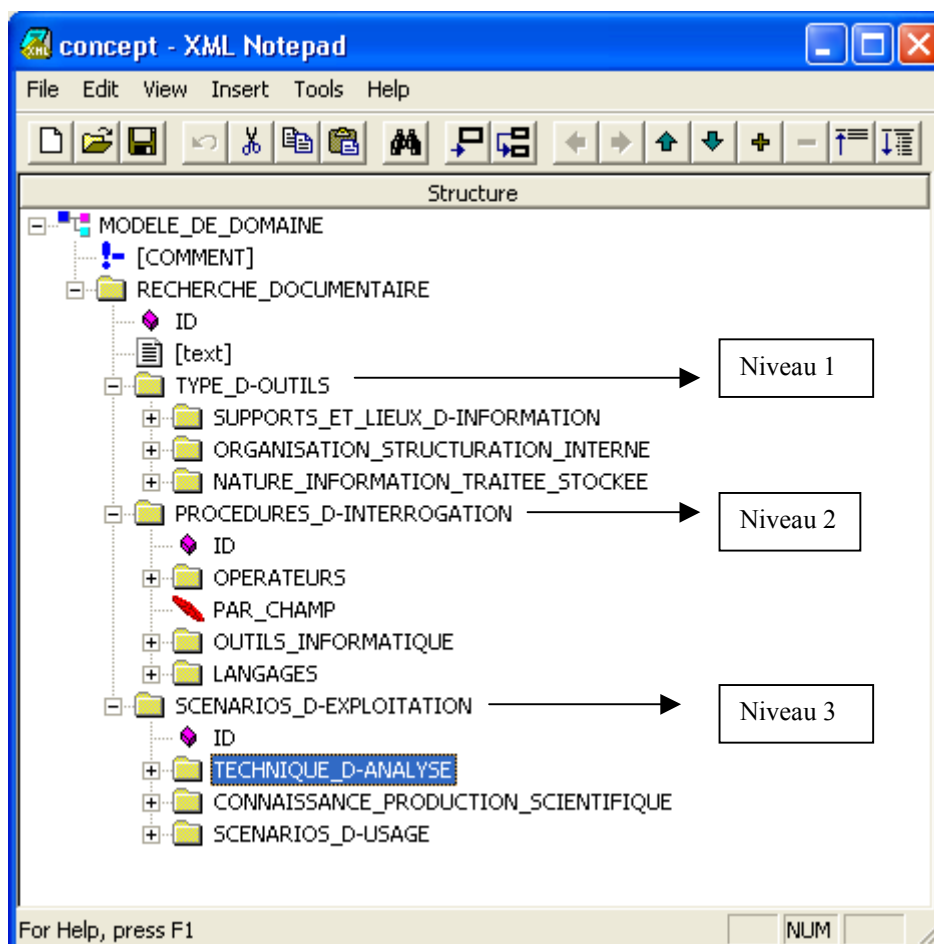 concept - XML Notepad
File Edit View Insert Tools Help
Structure
MODELE_DE_DOMAINE
[COMMENT]
RECHERCHE_DOCUMENTAIRE
ID
[text]
TYPE_D-OUTILS Niveau 1
SUPPORTS_ET_LIEUX_D-INFORMATION
ORGANISATION_STRUCTURATION_INTERNE
NATURE_INFORMATION_TRAITEE_STOCKEE
PROCEDURES_D-INTERROGATION Niveau 2
ID
OPERATEURS
PAR_CHAMP
OUTILS_INFORMATIQUE
LANGAGES
SCENARIOS_D-EXPLOITATION Niveau 3
ID
TECHNIQUE_D-ANALYSE
CONNAISSANCE_PRODUCTION_SCIENTIFIQUE
SCENARIOS_D-USAGE
For Help, press F1 NUM